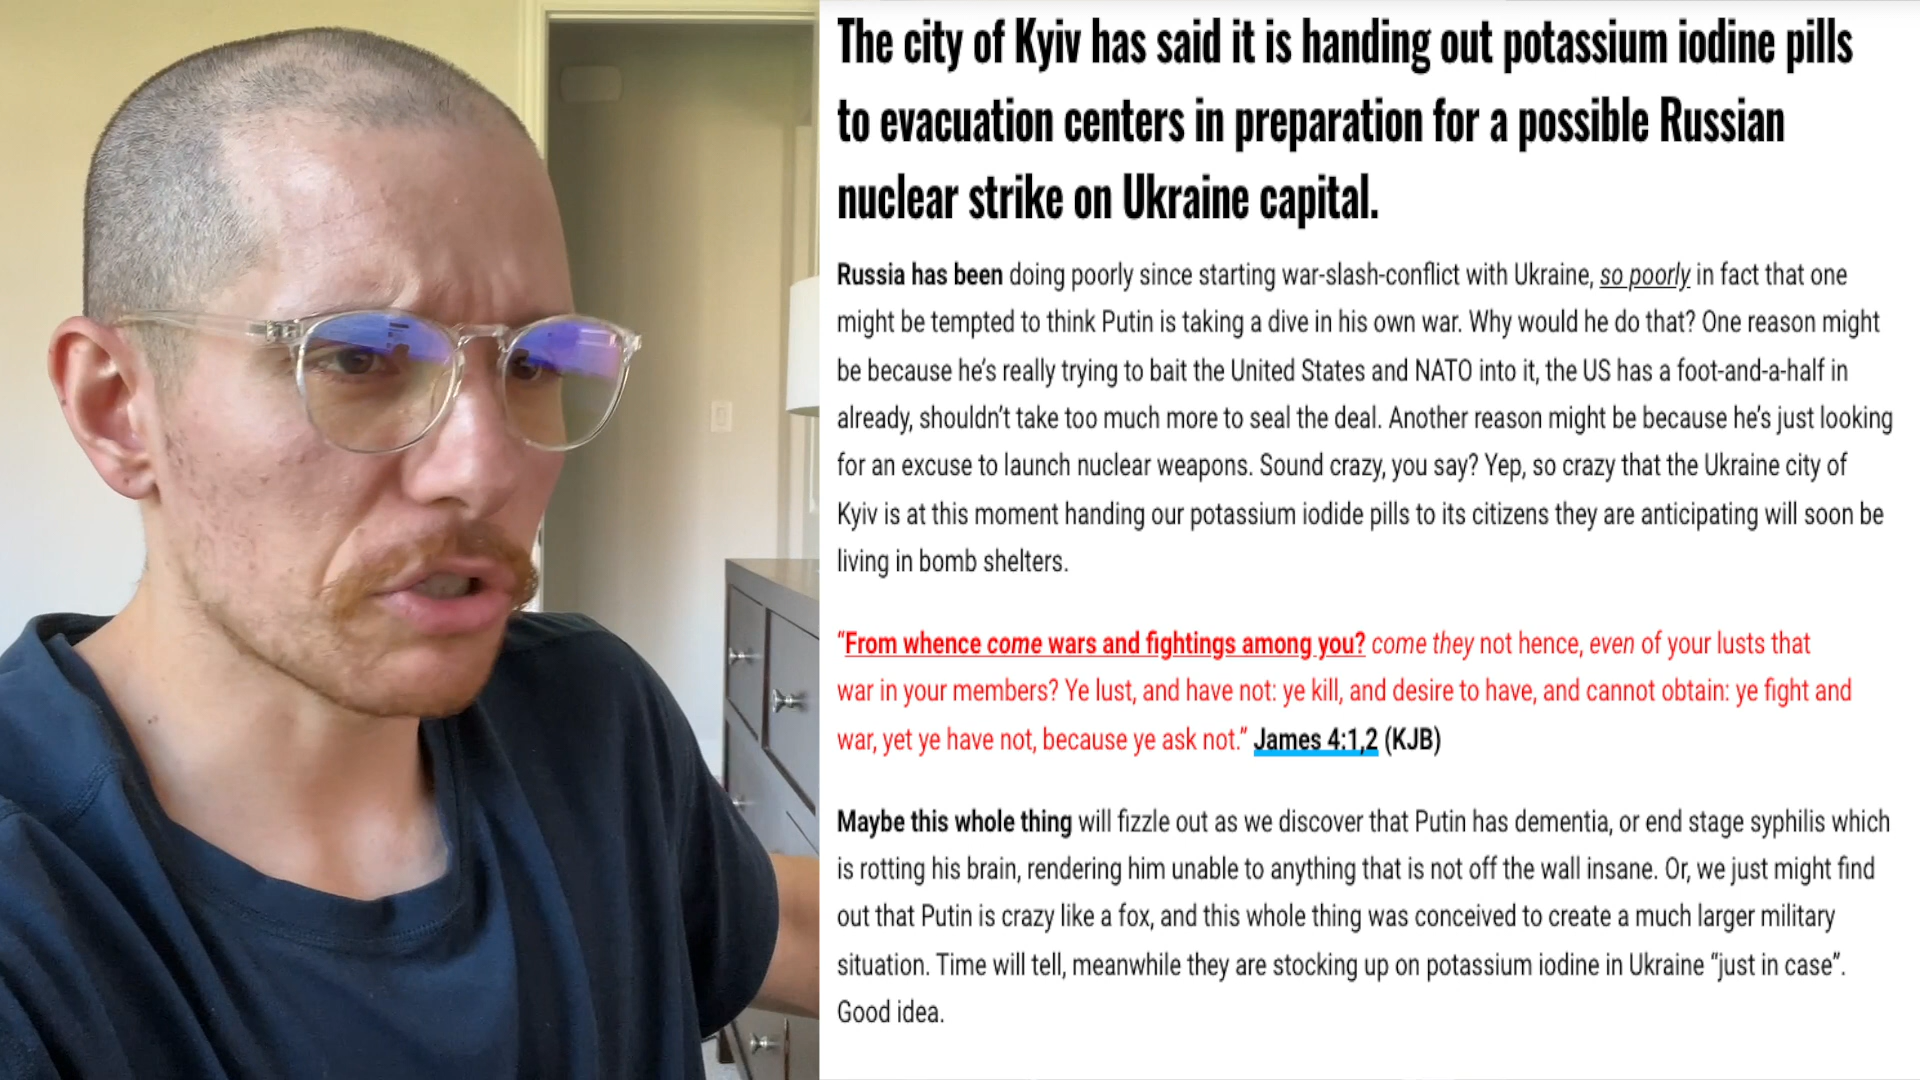 The city of Kyiv has said it is handing out potassium iodine pills
to evacuation centers in preparation for a possible Russian
nuclear strike on Ukraine capital.
Russia has been doing poorly since starting war-slash-conflict with Ukraine, so poorly in fact that one
might be tempted to think Putin is taking a dive in his own war. Why would he do that? One reason might
be because he’s really trying to bait the United States and NATO into it, the US has a foot-and-a-half in
already, shouldn’t take too much more to seal the deal. Another reason might be because he’s just looking
for an excuse to launch nuclear weapons. Sound crazy, you say? Yep, so crazy that the Ukraine city of
Kyiv is at this moment handing our potassium iodide pills to its citizens they are anticipating will soon be
living in bomb shelters.
“From whence come wars and fightings among you? come they not hence, even of your lusts that
war in your members? Ye lust, and have not: ye kill, and desire to have, and cannot obtain: ye fight and
war, yet ye have not, because ye ask not.” James 4:1,2 (KJB)
Maybe this whole thing will fizzle out as we discover that Putin has dementia, or end stage syphilis which
is rotting his brain, rendering him unable to anything that is not off the wall insane. Or, we just might find
out that Putin is crazy like a fox, and this whole thing was conceived to create a much larger military
situation. Time will tell, meanwhile they are stocking up on potassium iodine in Ukraine “just in case”.
Good idea.